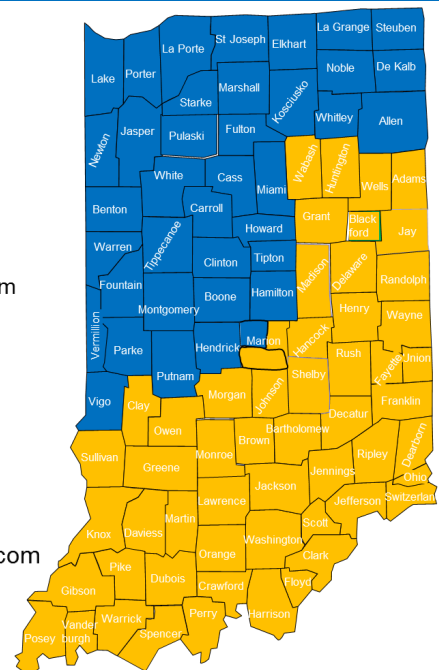 La Grange
Steuben
St Joseph
Elkhart
La Porte
Porter
Lake
Noble
De Kalb
Marshall
Starke
Kosciusko
Whitley
Allen
Fulton
Jasper
Pulaski
Newton
Wabash
Huntington
White
Cass
Miami
Wells
Adams
Benton
Carroll
Grant
Black
ford
Jay
Howard
Warren
Tippecanoe
Clinton
Tipton
Madison
Delaware
Randolph
m
Fountain
Boone
Hamilton
Montgomery
Henry
Wayne
Vermillion
Parke
Hendrick
Marion
Hancock
Rush
Fayette
Union
Putnam
Shelby
Morgan
Johnson
Franklin
Vigo
Clay
Decatur
Owen
Bartholomew
Brown
Dearborn
Sullivan
Monroe
Ripley
Greene
Jennings
Ohio
Jackson
Lawrence
Jefferson
Switzerlan
Martin
Scott
Knox
Daviess
Washington
Orange
com
Clark
Pike
Dubois
Floyd
Gibson
Crawford
Harrison
Perry
Warrick
Vander
burgh
Spencer
Posey